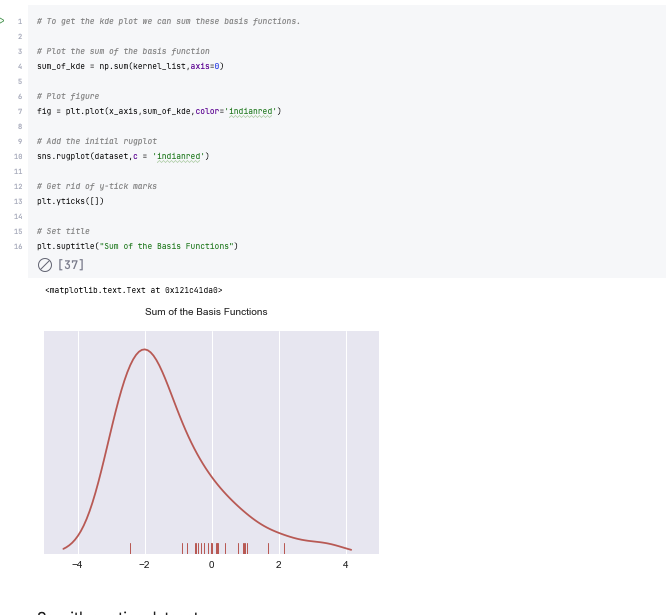 1 # To get the kde plot we can sum these basis functions.
2
3 # Plot the sum of the basis function
4 sum_of_kde = np.sum(kernel_list,axis=0)
5
6 # Plot figure
7 fig = plt.plot(x_axis,sum_of_kde,color='indianred')
8
9 # Add the initial rugplot
10 sns.rugplot(dataset,c = 'indianred')
11
12 # Get rid of y-tick marks
13 plt.yticks([])
14
15 # Set title
16 plt.suptitle("Sum of the Basis Functions")
[37]
<matplotlib.text.Text at 0x121c41da0>
Sum of the Basis Functions
−4 −2 0 2 4